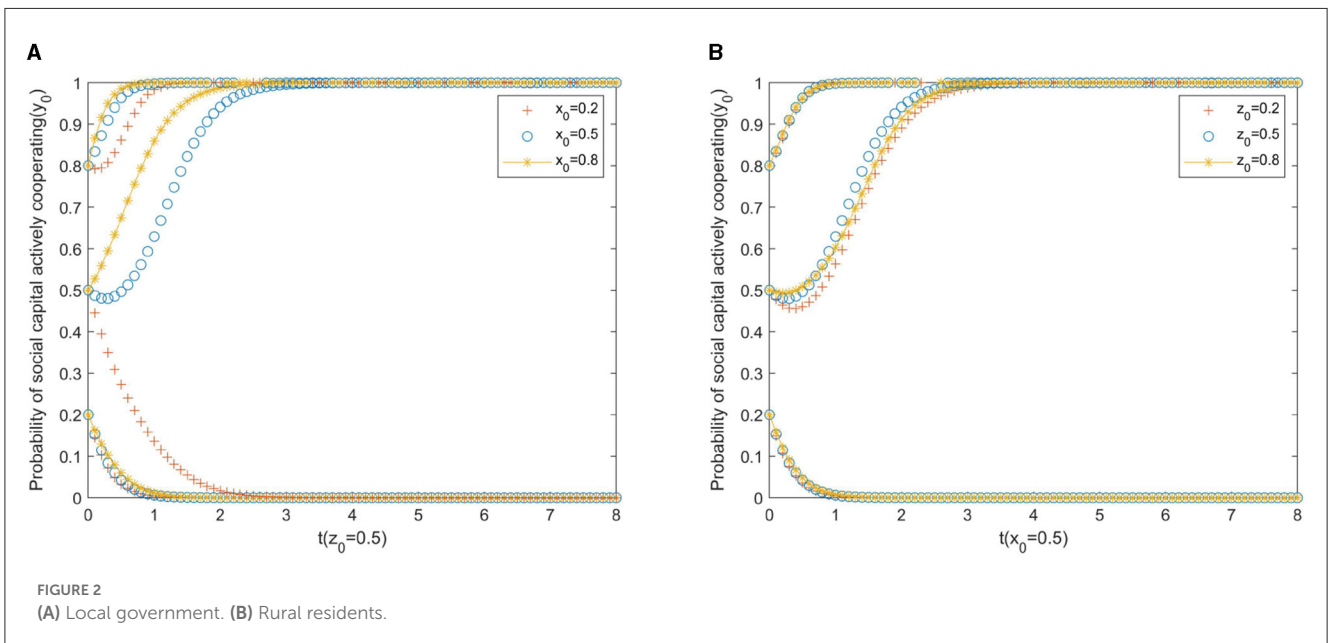 A
Probability of social capital actively cooperating(y₀)
1
0.9
0.8
0.7
0.6
0.5
0.4
0.3
0.2
0.1
0
0 1 2 3 4 5 6 7 8
t(z₀=0.5)
x₀=0.2
x₀=0.5
x₀=0.8
B
Probability of social capital actively cooperating(y₀)
1
0.9
0.8
0.7
0.6
0.5
0.4
0.3
0.2
0.1
0
0 1 2 3 4 5 6 7 8
t(x₀=0.5)
z₀=0.2
z₀=0.5
z₀=0.8
FIGURE 2
(A) Local government. (B) Rural residents.